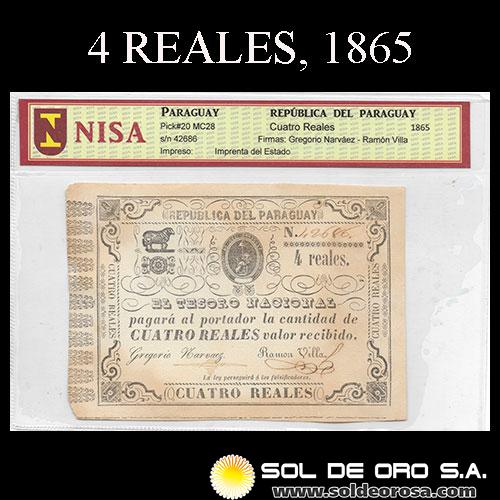 4 REALES, 1865
N NISA
PARAGUAY
Pick#20 MC28
s/n 42686
Impreso: Imprenta del Estado
REPÚBLICA DEL PARAGUAY
Cuatro Reales 1865
Firmas: Gregorio Narváez - Ramón Villa
REPUBLICA DEL PARAGUAY
N. 42686.
4 reales.
CUATRO REALES
CUATRO REALES
EL TESORO NACIONAL
pagará al portador la cantidad de
CUATRO REALES valor recibido.
Gregorio Narvaez Ramon Villa
La ley perseguirá á los falsificadores.
CUATRO REALES
SOL DE ORO S.A.
www.soldeorosa.com